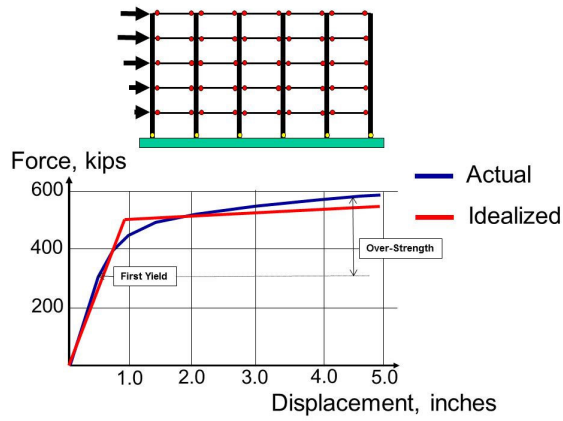 Force, kips
600
400
200
First Yield
Over-Strength
Actual
Idealized
1.0
2.0
3.0
4.0
5.0
Displacement, inches